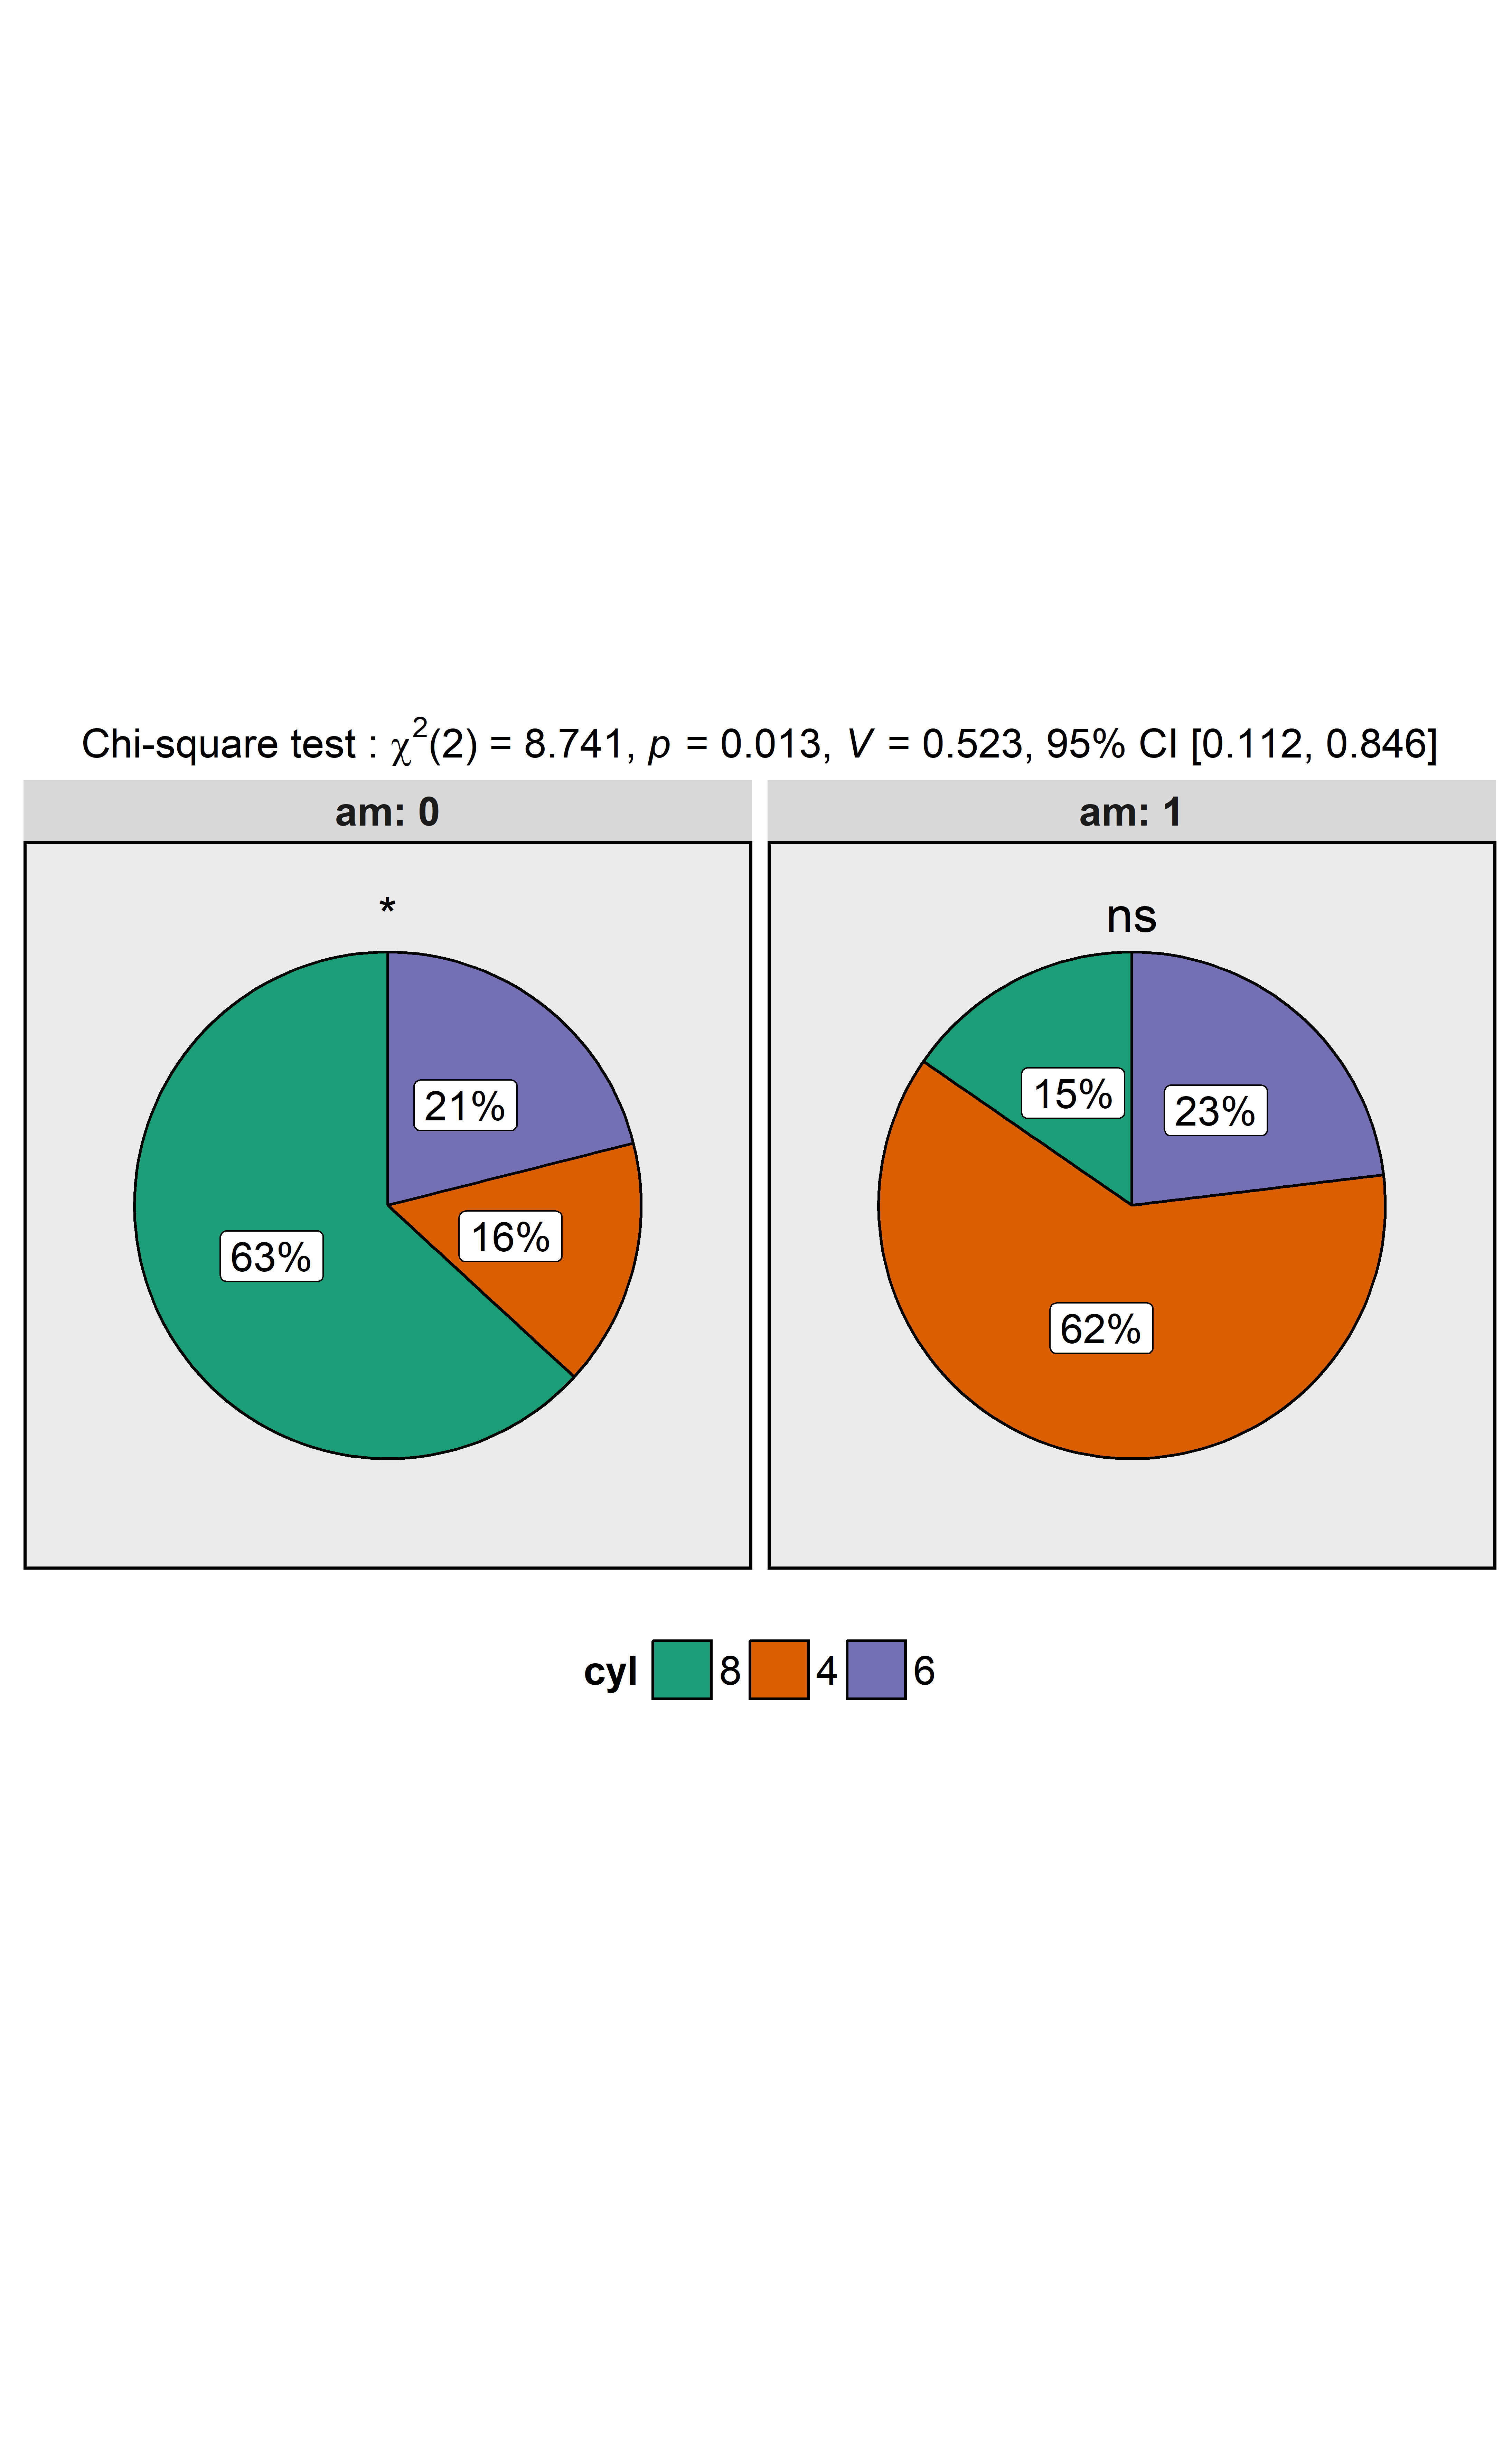 Chi-square test : χ²(2) = 8.741, p = 0.013, V = 0.523, 95% CI [0.112, 0.846]
am: 0
am: 1
*
ns
21%
16%
63%
15%
23%
62%
cyl 8 4 6